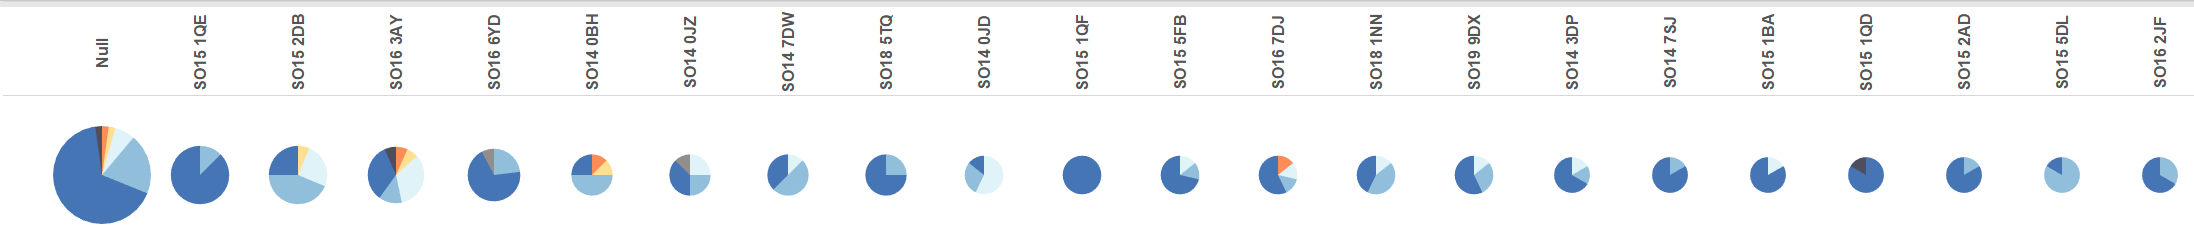 Null
SO15 1QE
SO15 2DB
SO16 3AY
SO16 6YD
SO14 0BH
SO14 0JZ
SO14 7DW
SO18 5TQ
SO14 0JD
SO15 1QF
SO15 5FB
SO16 7DJ
SO18 1NN
SO19 9DX
SO14 3DP
SO14 7SJ
SO15 1BA
SO15 1QD
SO15 2AD
SO15 5DL
SO16 2JF